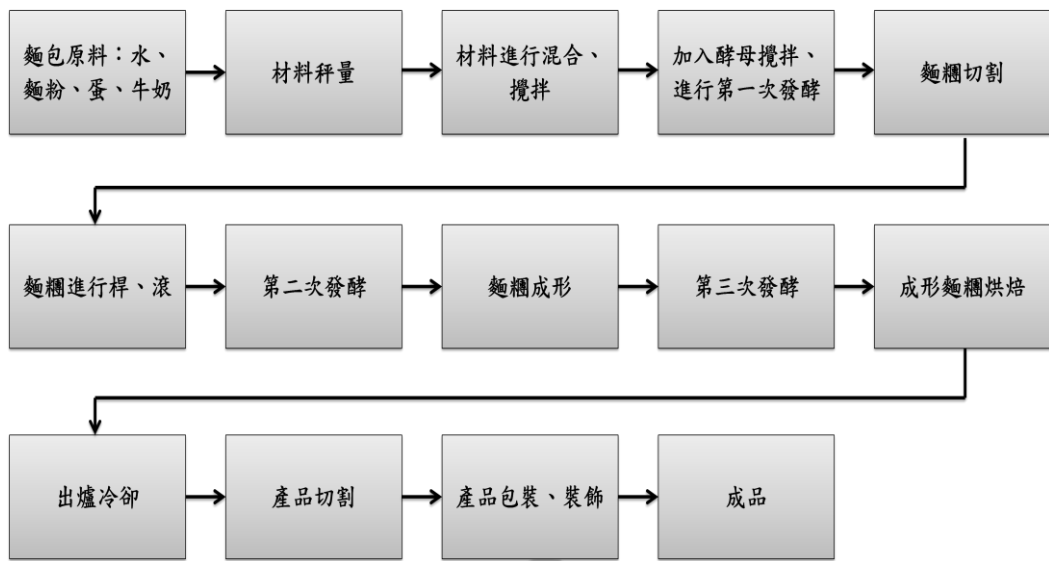 麵包原料：水、
麵粉、蛋、牛奶
材料秤量
材料進行混合、
攪拌
加入酵母攪拌、
進行第一次發酵
麵糰切割
麵糰進行桿、滾
第二次發酵
麵糰成形
第三次發酵
成形麵糰烘焙
出爐冷卻
產品切割
產品包裝、裝飾
成品